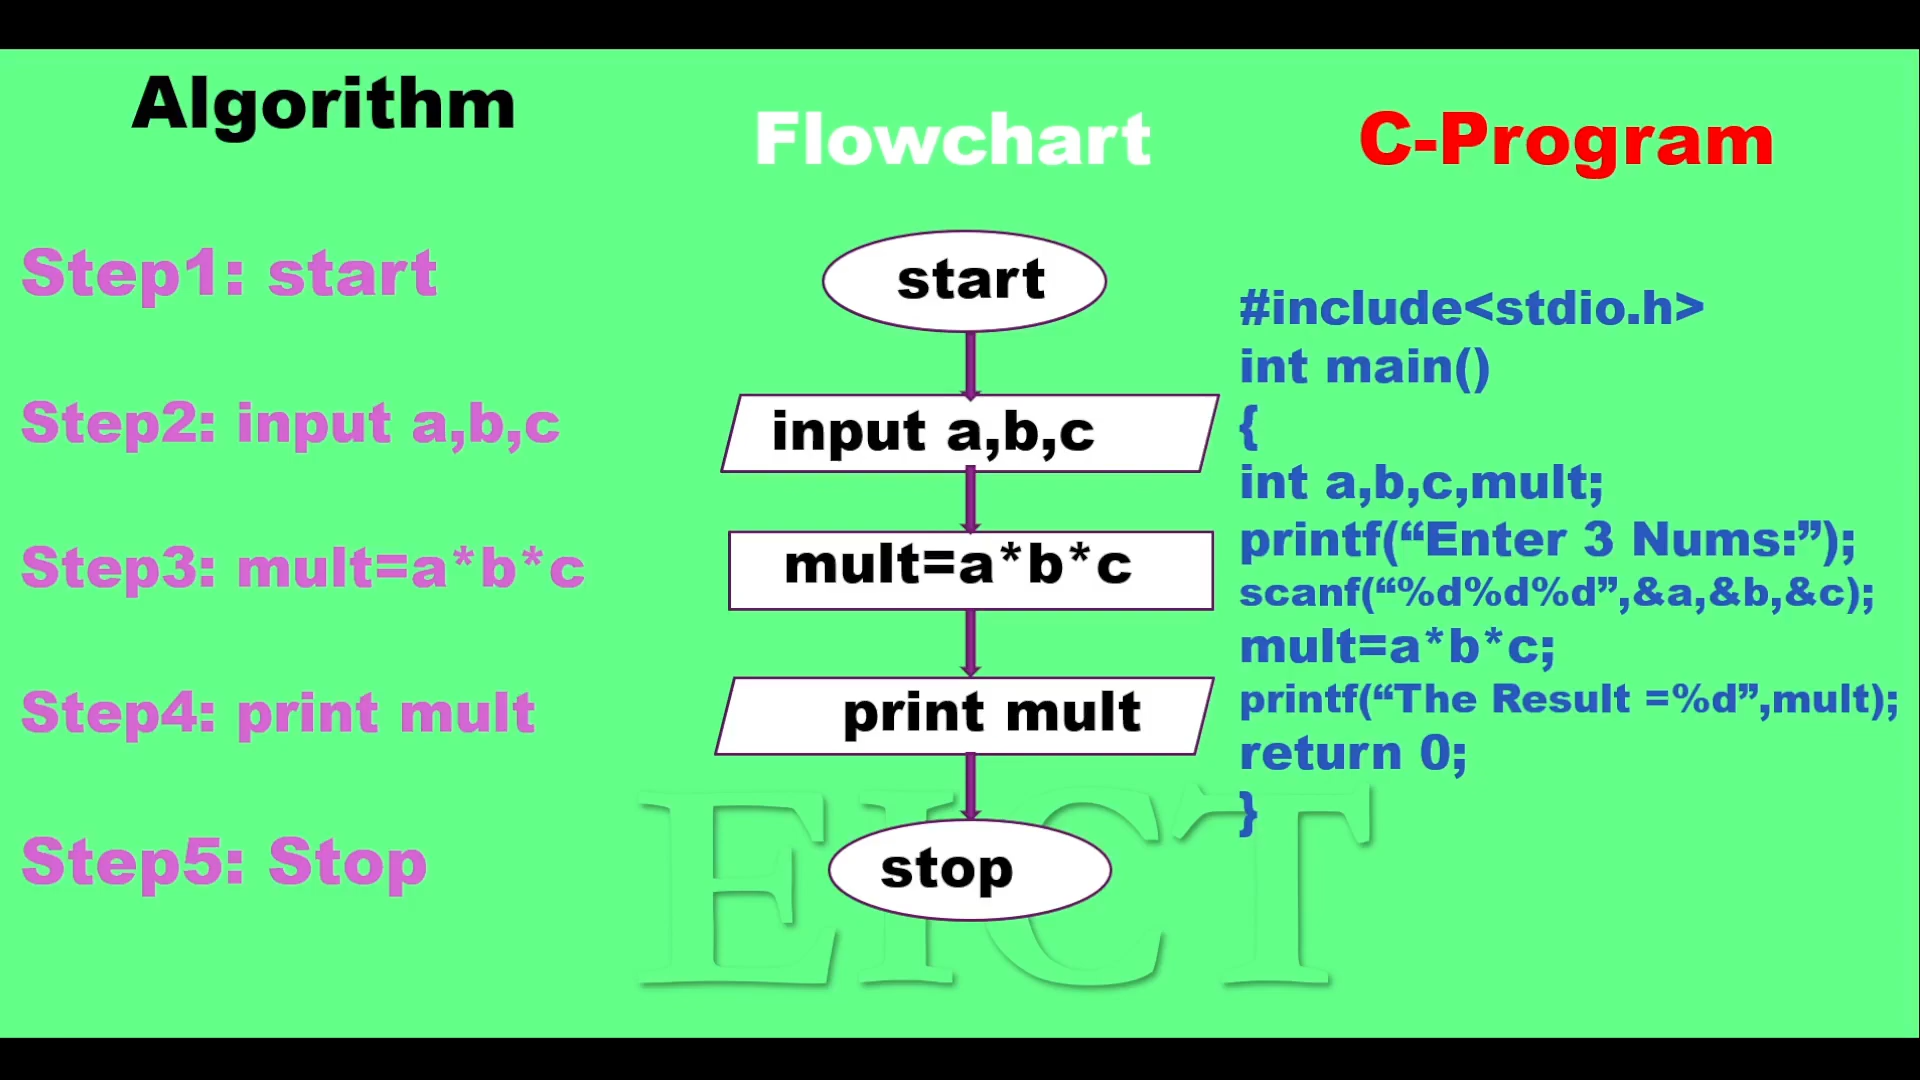 Algorithm
Step1: start
Step2: input a,b,c
Step3: mult=a*b*c
Step4: print mult
Step5: Stop
Flowchart
start
input a,b,c
mult=a*b*c
print mult
stop
C-Program
#include<stdio.h>
int main()
{
int a,b,c,mult;
printf(“Enter 3 Nums:”);
scanf(“%d%d%d”,&a,&b,&c);
mult=a*b*c;
printf(“The Result =%d”,mult);
return 0;
}
EICT